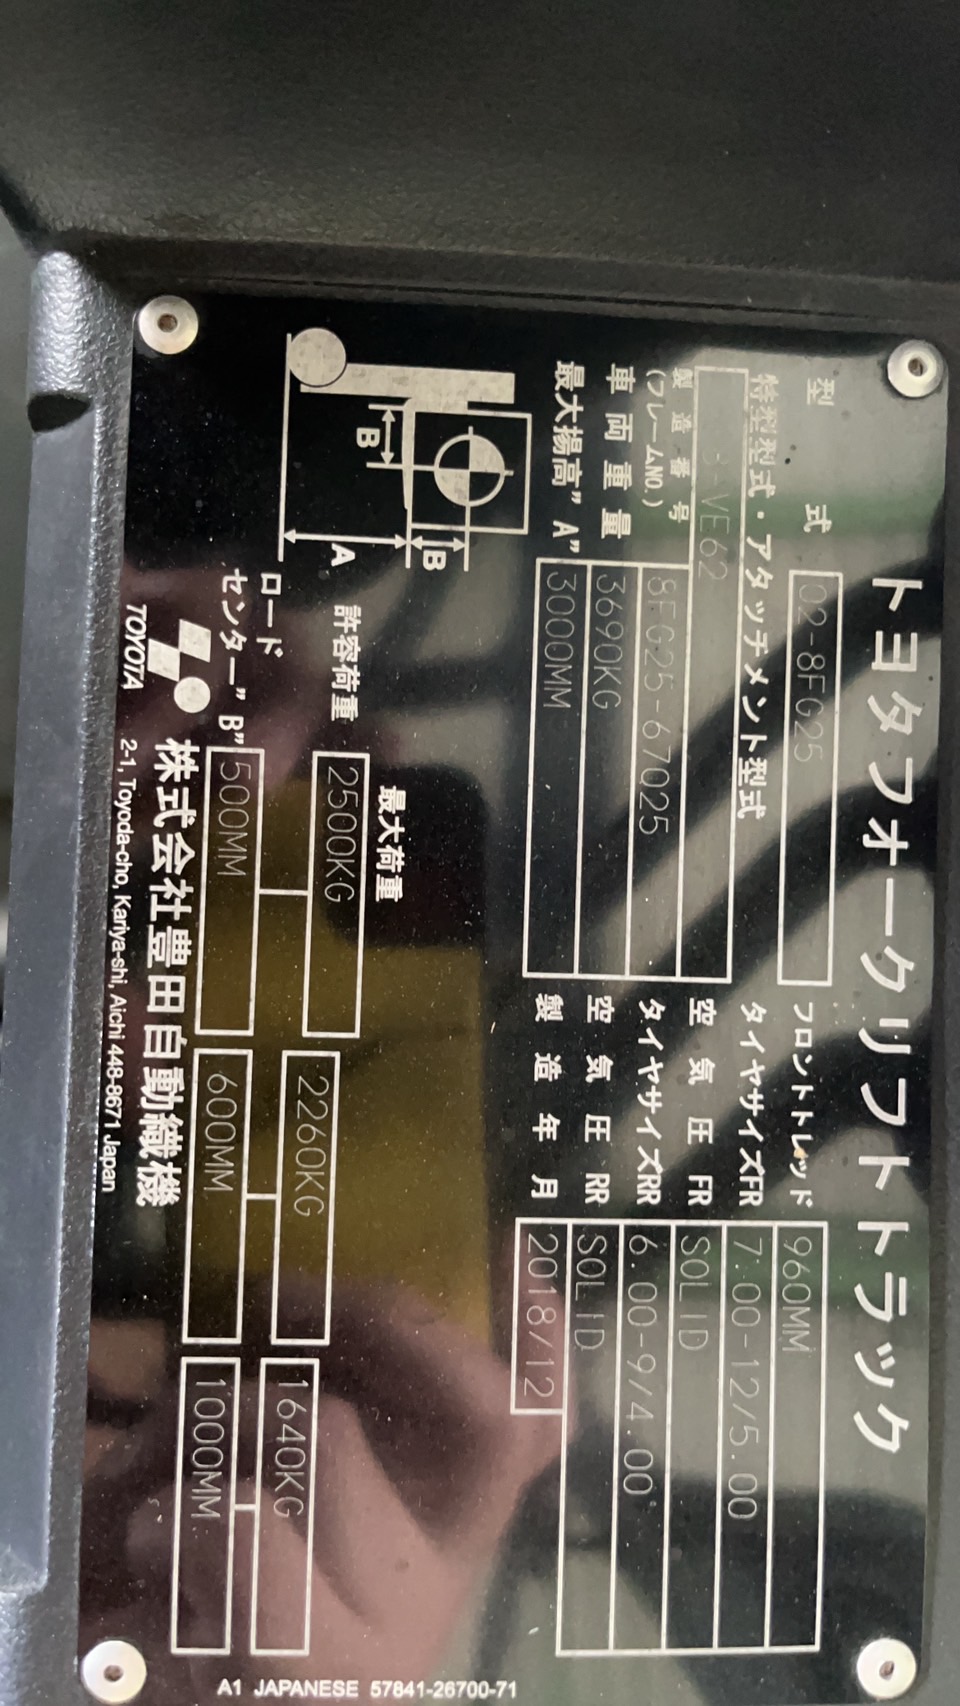 トヨタフォークリフトトラック
型 式 02-8FG25
特型型式・アタッチメント型式
VE62
製造番号 (フレームNO.) 8FG25-67025
車両重量 3690KG
最大揚高"A" 3000MM
フロントトレッド 960MM
タイヤサイズFR 7.00-12/5.00
空気圧 FR SOLID
タイヤサイズRR 6.00-9/4.00
空気圧 RR SOLID
製造年月 2018/12
最大荷重
許容荷重 2500KG 2260KG 1640KG
ロード
センター"B" 500MM 600MM 1000MM
B
B
A
TOYOTA
株式会社豊田自動織機
2-1, Toyoda-cho, Kariya-shi, Aichi 448-8671 Japan
A1 JAPANESE 57841-26700-71